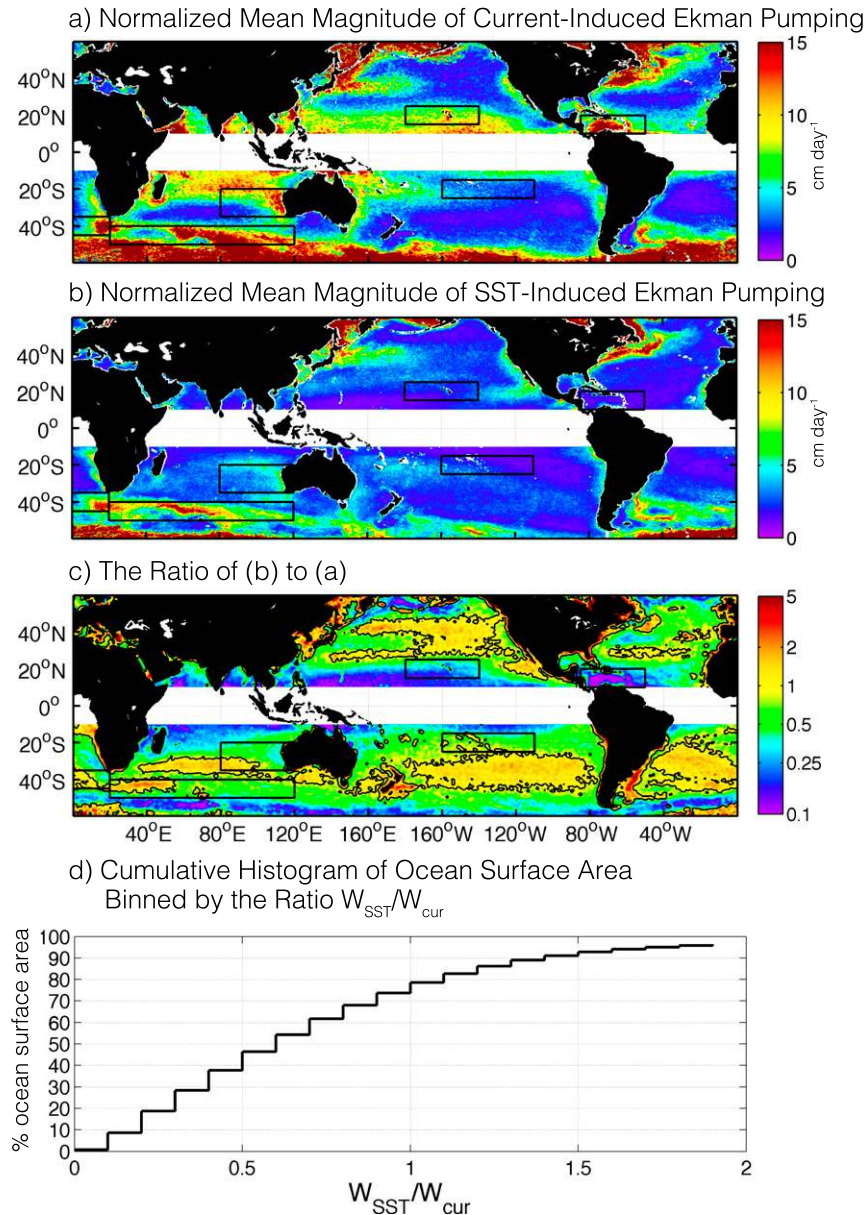 a) Normalized Mean Magnitude of Current-Induced Ekman Pumping
40°N
20°N
0°
20°S
40°S
15
10
5
0
cm day⁻¹
b) Normalized Mean Magnitude of SST-Induced Ekman Pumping
40°N
20°N
0°
20°S
40°S
15
10
5
0
cm day⁻¹
c) The Ratio of (b) to (a)
40°N
20°N
0°
20°S
40°S
5
2
1
0.5
0.25
0.1
40°E 80°E 120°E 160°E 160°W 120°W 80°W 40°W
d) Cumulative Histogram of Ocean Surface Area
Binned by the Ratio W_SST/W_cur
% ocean surface area
100
90
80
70
60
50
40
30
20
10
0
0 0.5 1 1.5 2
W_SST/W_cur